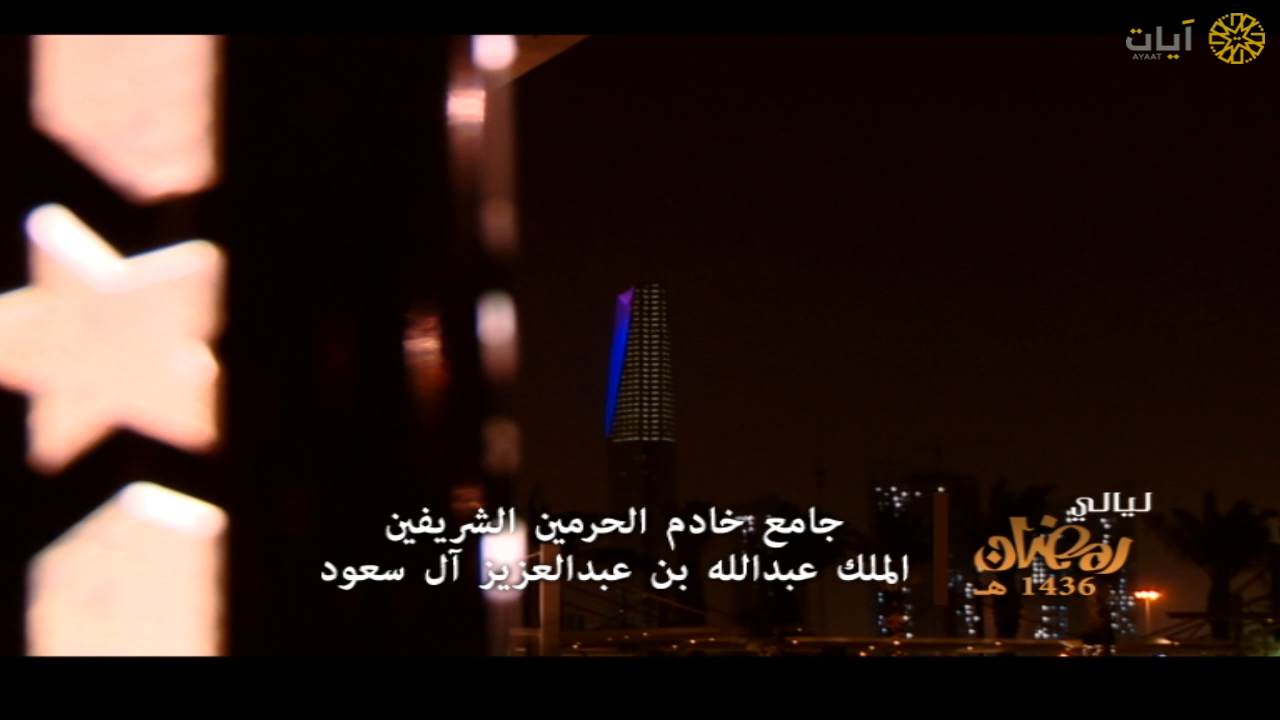 آيات
AYAAT
ليالي
رمضان
1436 هـ
جامع خادم الحرمين الشريفين
الملك عبدالله بن عبدالعزيز آل سعود